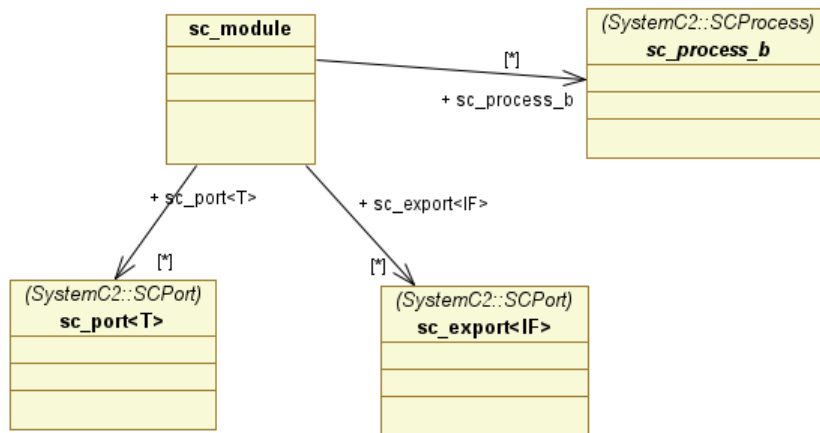 sc_module
(SystemC2::SCProcess)
sc_process_b
[*]
+ sc_process_b
+ sc_port<T>
+ sc_export<IF>
[*]
[*]
(SystemC2::SCPort)
sc_port<T>
(SystemC2::SCPort)
sc_export<IF>